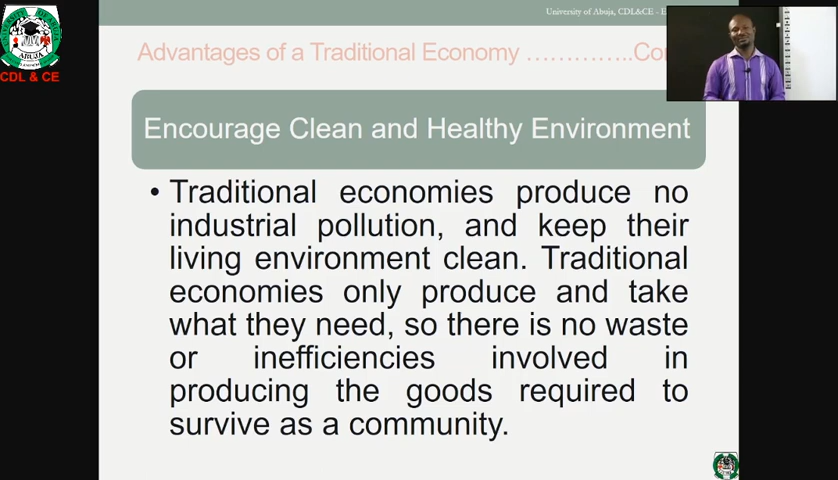 University of Abuja, CDL&CE - E
Advantages of a Traditional Economy …………..Con
CDL & CE
Encourage Clean and Healthy Environment
• Traditional economies produce no
industrial pollution, and keep their
living environment clean. Traditional
economies only produce and take
what they need, so there is no waste
or inefficiencies involved in
producing the goods required to
survive as a community.